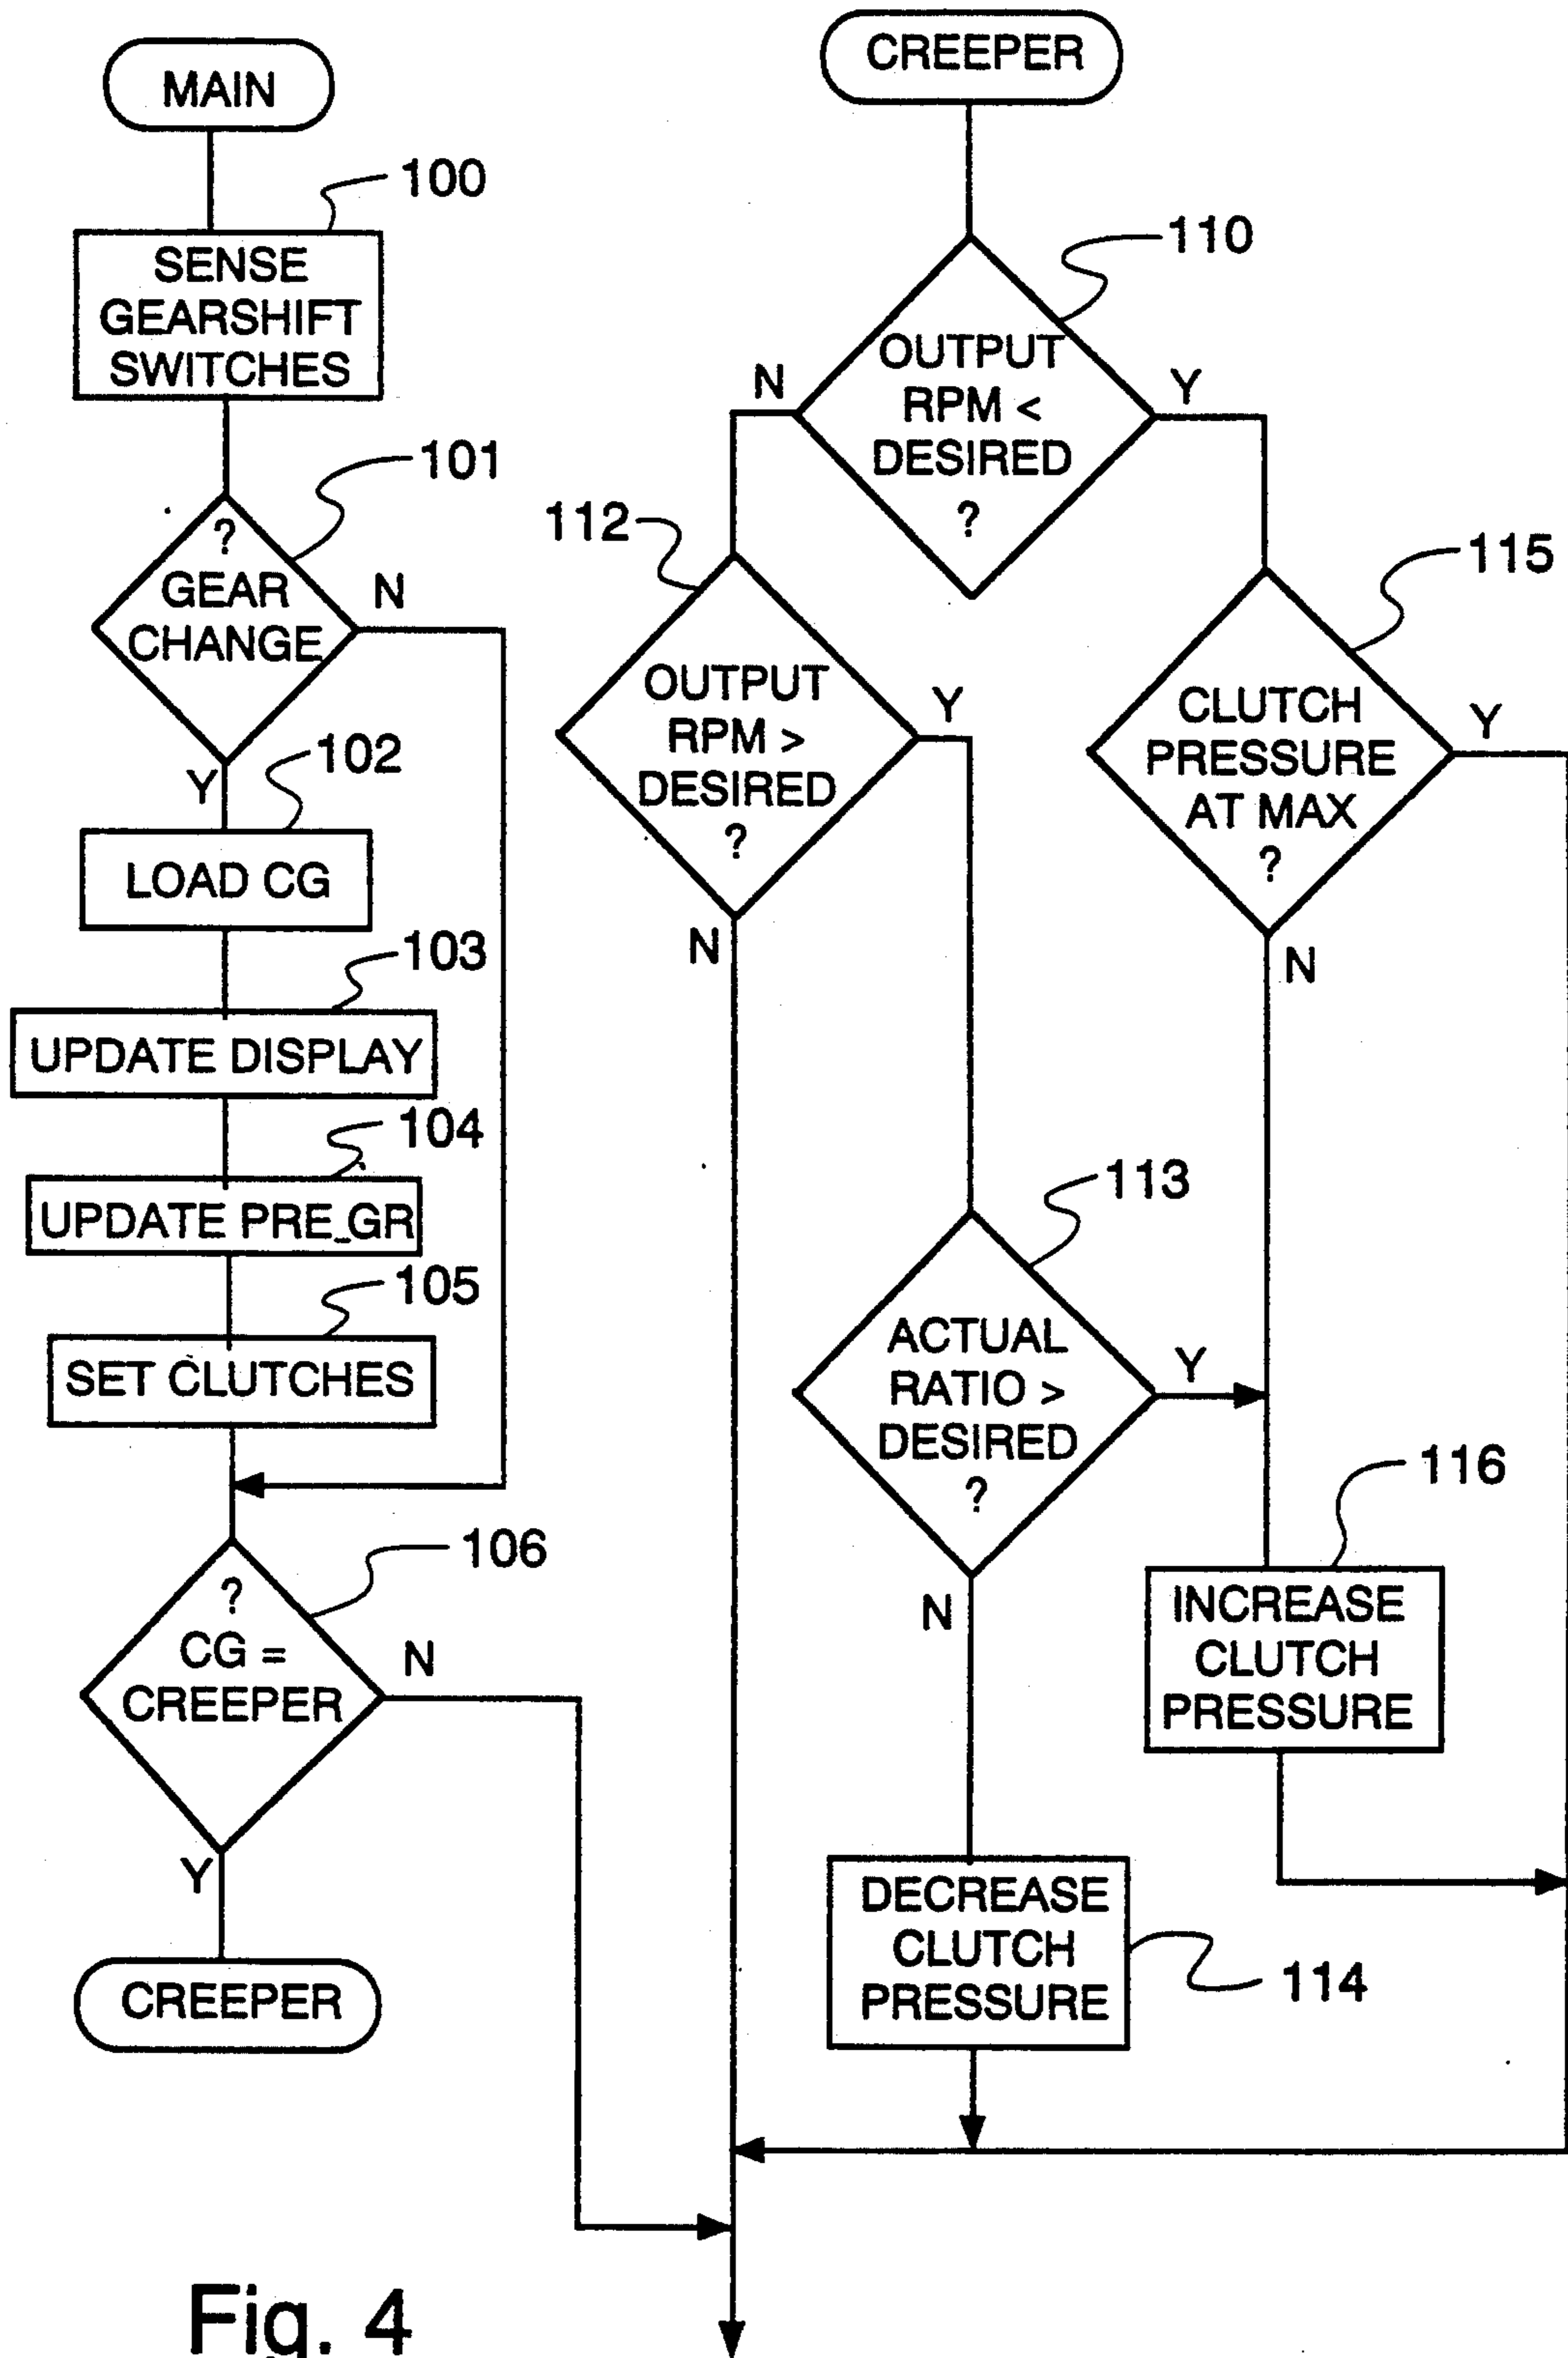 MAIN
100
SENSE
GEARSHIFT
SWITCHES
101
?
GEAR
CHANGE
N
Y
102
LOAD CG
103
UPDATE DISPLAY
104
UPDATE PRE_GR
105
SET CLUTCHES
106
?
CG =
CREEPER
N
Y
CREEPER
CREEPER
110
OUTPUT
RPM <
DESIRED
?
N
Y
112
OUTPUT
RPM >
DESIRED
?
Y
N
115
CLUTCH
PRESSURE
AT MAX
?
Y
N
113
ACTUAL
RATIO >
DESIRED
?
Y
N
116
INCREASE
CLUTCH
PRESSURE
DECREASE
CLUTCH
PRESSURE
114
Fig. 4